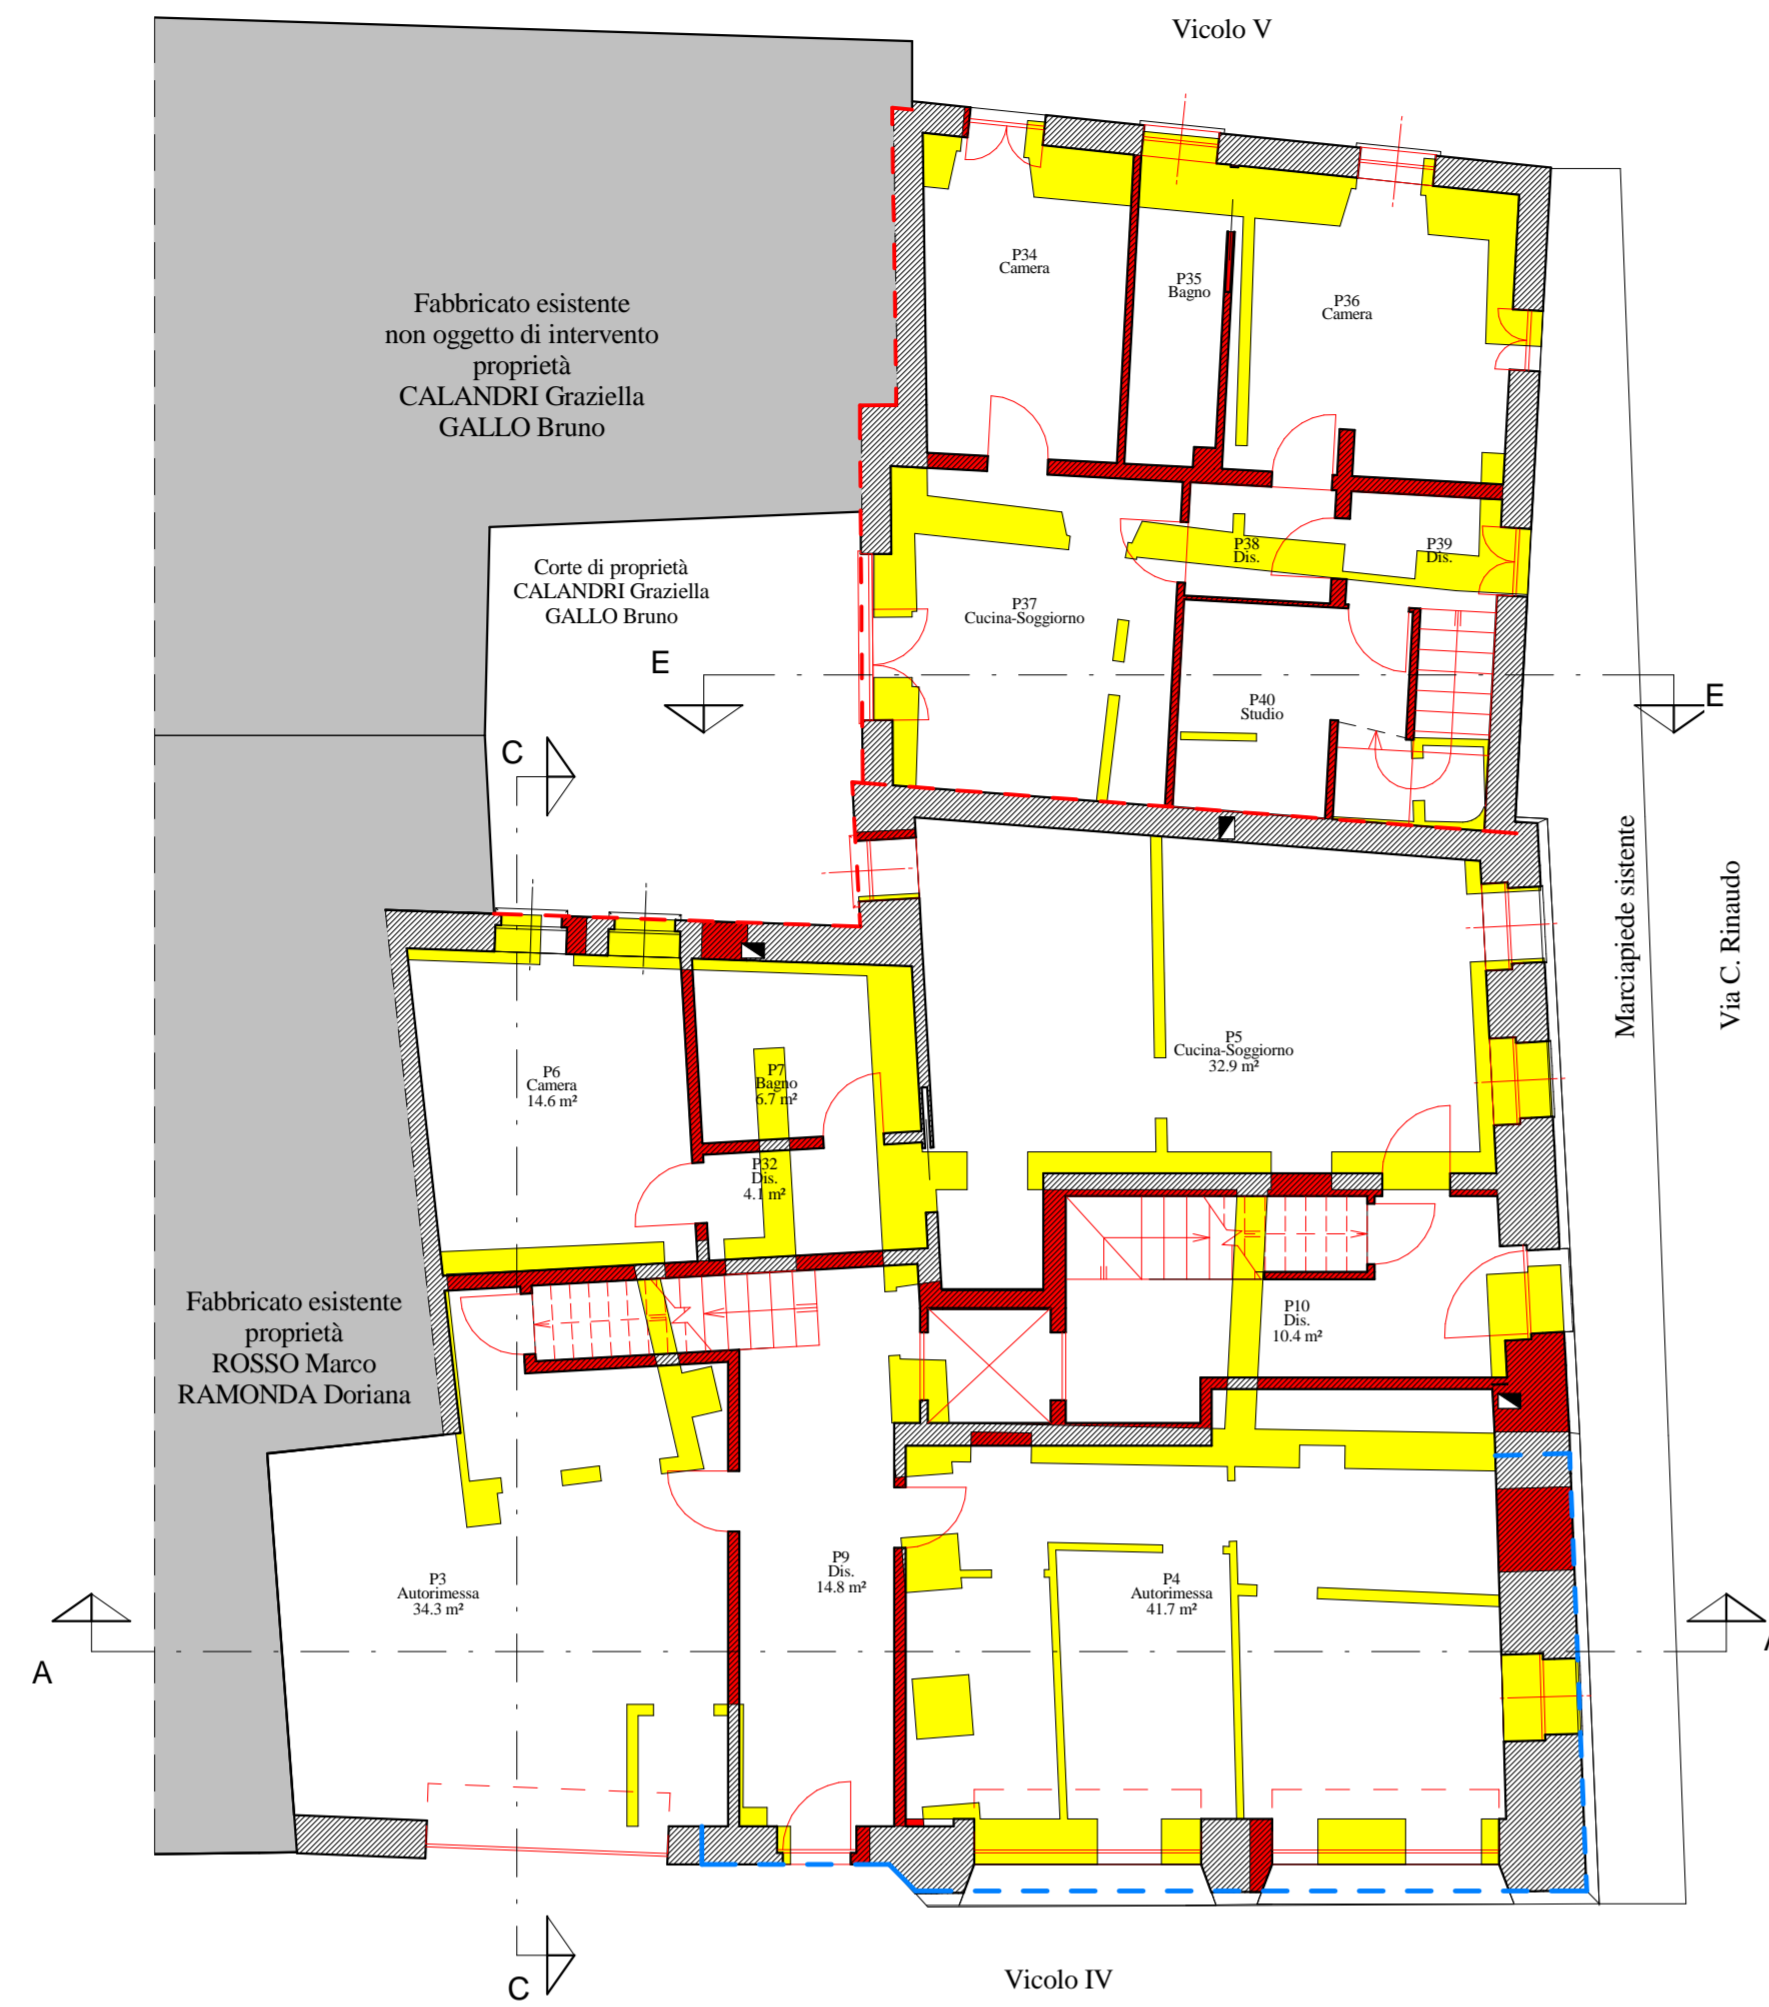 Vicolo V
Fabbricato esistente
non oggetto di intervento
proprietà
CALANDRI Graziella
GALLO Bruno
P34
Camera
P35
Bagno
P36
Camera
Corte di proprietà
CALANDRI Graziella
GALLO Bruno
P37
Cucina-Soggiorno
P38
Dis.
P39
Dis.
E
E
P40
Studio
C
Marciapiede sistente
Via C. Rinaudo
P5
Cucina-Soggiorno
32.9 m²
P6
Camera
14.6 m²
P7
Bagno
6.7 m²
P32
Dis.
4.1 m²
Fabbricato esistente
proprietà
ROSSO Marco
RAMONDA Doriana
P10
Dis.
10.4 m²
P3
Autorimessa
34.3 m²
P9
Dis.
14.8 m²
P4
Autorimessa
41.7 m²
A
C
Vicolo IV